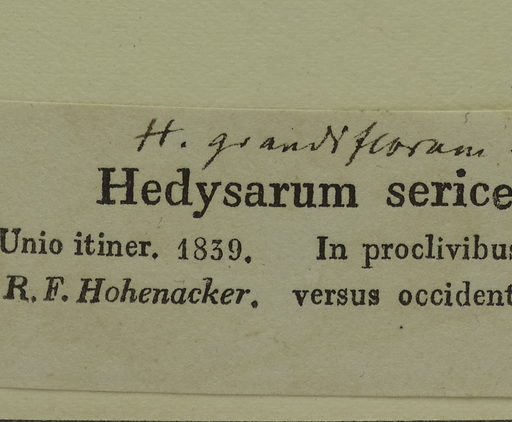 H. grandiflorum
Hedysarum serice
Unio itiner. 1839. In proclivibus
R. F. Hohenacker. versus occident